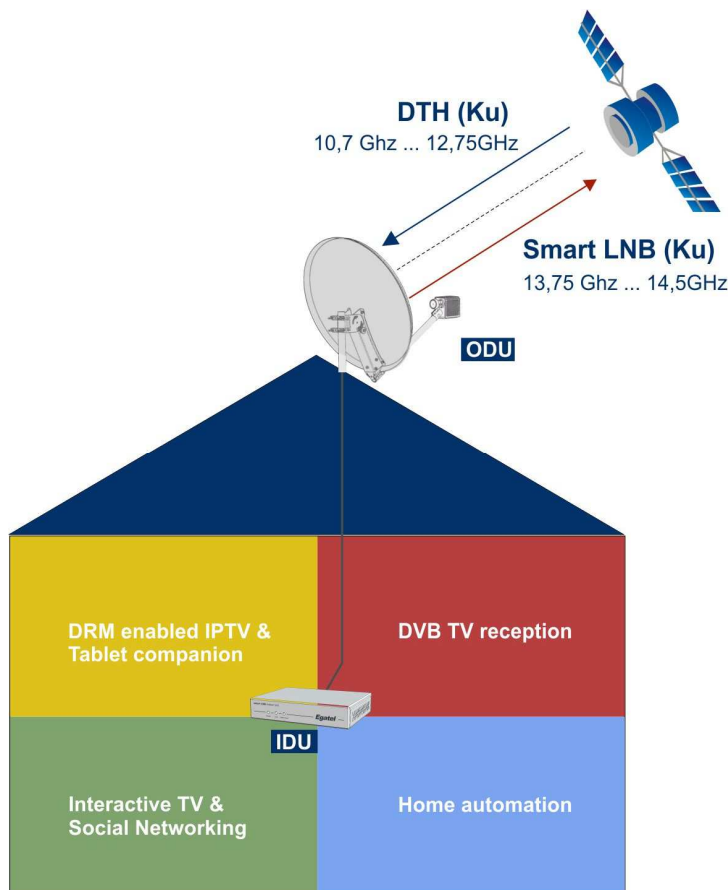 DTH (Ku)
10,7 Ghz ... 12,75GHz
Smart LNB (Ku)
13,75 Ghz ... 14,5GHz
ODU
DRM enabled IPTV &
Tablet companion
DVB TV reception
Egatel
IDU
Interactive TV &
Social Networking
Home automation